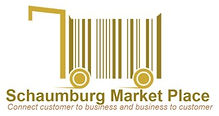 Schaumburg Market Place
Connect customer to business and business to customer